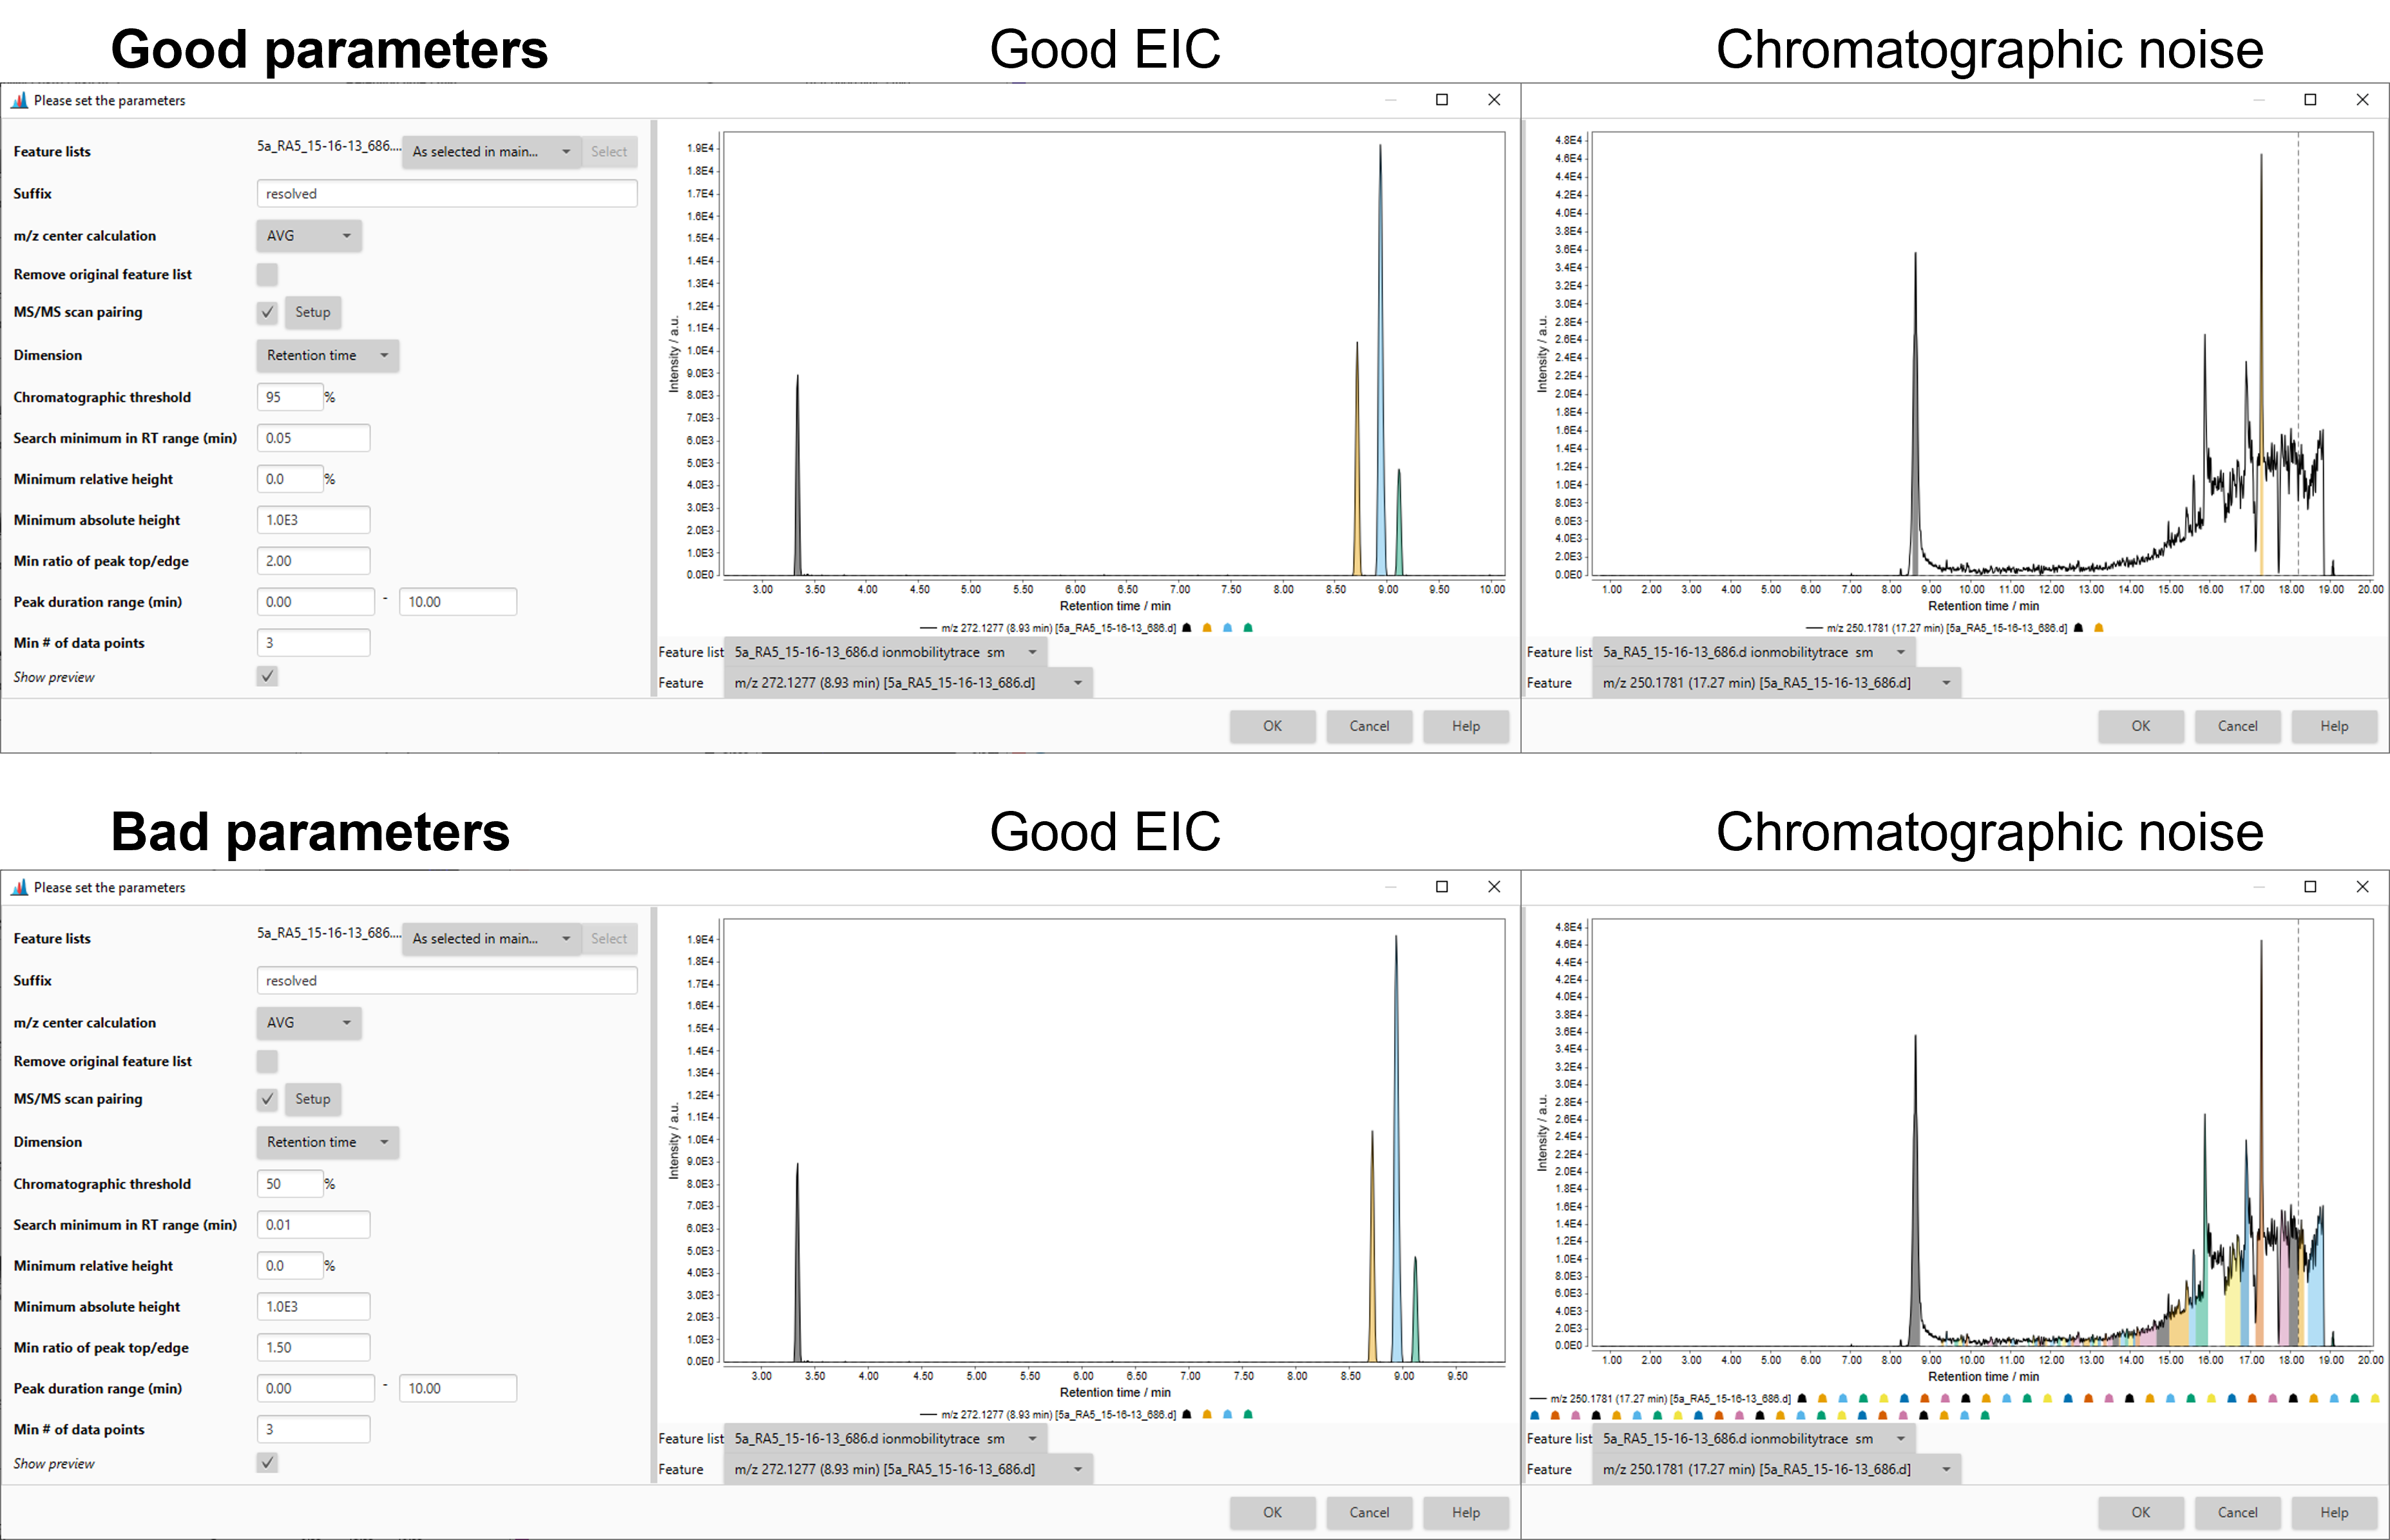 Good parameters
Good EIC
Chromatographic noise
Please set the parameters
Feature lists 5a_RA5_15-16-13_686.... As selected in main... Select
Suffix resolved
m/z center calculation AVG
Remove original feature list
MS/MS scan pairing Setup
Dimension Retention time
Chromatographic threshold 95 %
Search minimum in RT range (min) 0.05
Minimum relative height 0.0 %
Minimum absolute height 1.0E3
Min ratio of peak top/edge 2.00
Peak duration range (min) 0.00 - 10.00
Min # of data points 3
Show preview
Intensity / a.u.
1.9E4
1.8E4
1.7E4
1.6E4
1.5E4
1.4E4
1.3E4
1.2E4
1.1E4
1.0E4
9.0E3
8.0E3
7.0E3
6.0E3
5.0E3
4.0E3
3.0E3
2.0E3
1.0E3
0.0E0
3.00 3.50 4.00 4.50 5.00 5.50 6.00 6.50 7.00 7.50 8.00 8.50 9.00 9.50 10.00
Retention time / min
m/z 272.1277 (8.93 min) [5a_RA5_15-16-13_686.d]
Feature list 5a_RA5_15-16-13_686.d ionmobilitytrace sm
Feature m/z 272.1277 (8.93 min) [5a_RA5_15-16-13_686.d]
OK Cancel Help
Intensity / a.u.
4.8E4
4.6E4
4.4E4
4.2E4
4.0E4
3.8E4
3.6E4
3.4E4
3.2E4
3.0E4
2.8E4
2.6E4
2.4E4
2.2E4
2.0E4
1.8E4
1.6E4
1.4E4
1.2E4
1.0E4
8.0E3
6.0E3
4.0E3
2.0E3
0.0E0
1.00 2.00 3.00 4.00 5.00 6.00 7.00 8.00 9.00 10.00 11.00 12.00 13.00 14.00 15.00 16.00 17.00 18.00 19.00 20.00
Retention time / min
m/z 250.1781 (17.27 min) [5a_RA5_15-16-13_686.d]
Feature list 5a_RA5_15-16-13_686.d ionmobilitytrace sm
Feature m/z 250.1781 (17.27 min) [5a_RA5_15-16-13_686.d]
OK Cancel Help
Bad parameters
Good EIC
Chromatographic noise
Please set the parameters
Feature lists 5a_RA5_15-16-13_686.... As selected in main... Select
Suffix resolved
m/z center calculation AVG
Remove original feature list
MS/MS scan pairing Setup
Dimension Retention time
Chromatographic threshold 50 %
Search minimum in RT range (min) 0.01
Minimum relative height 0.0 %
Minimum absolute height 1.0E3
Min ratio of peak top/edge 1.50
Peak duration range (min) 0.00 - 10.00
Min # of data points 3
Show preview
Intensity / a.u.
1.9E4
1.8E4
1.7E4
1.6E4
1.5E4
1.4E4
1.3E4
1.2E4
1.1E4
1.0E4
9.0E3
8.0E3
7.0E3
6.0E3
5.0E3
4.0E3
3.0E3
2.0E3
1.0E3
0.0E0
3.00 3.50 4.00 4.50 5.00 5.50 6.00 6.50 7.00 7.50 8.00 8.50 9.00 9.50
Retention time / min
m/z 272.1277 (8.93 min) [5a_RA5_15-16-13_686.d]
Feature list 5a_RA5_15-16-13_686.d ionmobilitytrace sm
Feature m/z 272.1277 (8.93 min) [5a_RA5_15-16-13_686.d]
OK Cancel Help
Intensity / a.u.
4.8E4
4.6E4
4.4E4
4.2E4
4.0E4
3.8E4
3.6E4
3.4E4
3.2E4
3.0E4
2.8E4
2.6E4
2.4E4
2.2E4
2.0E4
1.8E4
1.6E4
1.4E4
1.2E4
1.0E4
8.0E3
6.0E3
4.0E3
2.0E3
0.0E0
1.00 2.00 3.00 4.00 5.00 6.00 7.00 8.00 9.00 10.00 11.00 12.00 13.00 14.00 15.00 16.00 17.00 18.00 19.00 20.00
Retention time / min
m/z 250.1781 (17.27 min) [5a_RA5_15-16-13_686.d]
Feature list 5a_RA5_15-16-13_686.d ionmobilitytrace sm
Feature m/z 250.1781 (17.27 min) [5a_RA5_15-16-13_686.d]
OK Cancel Help